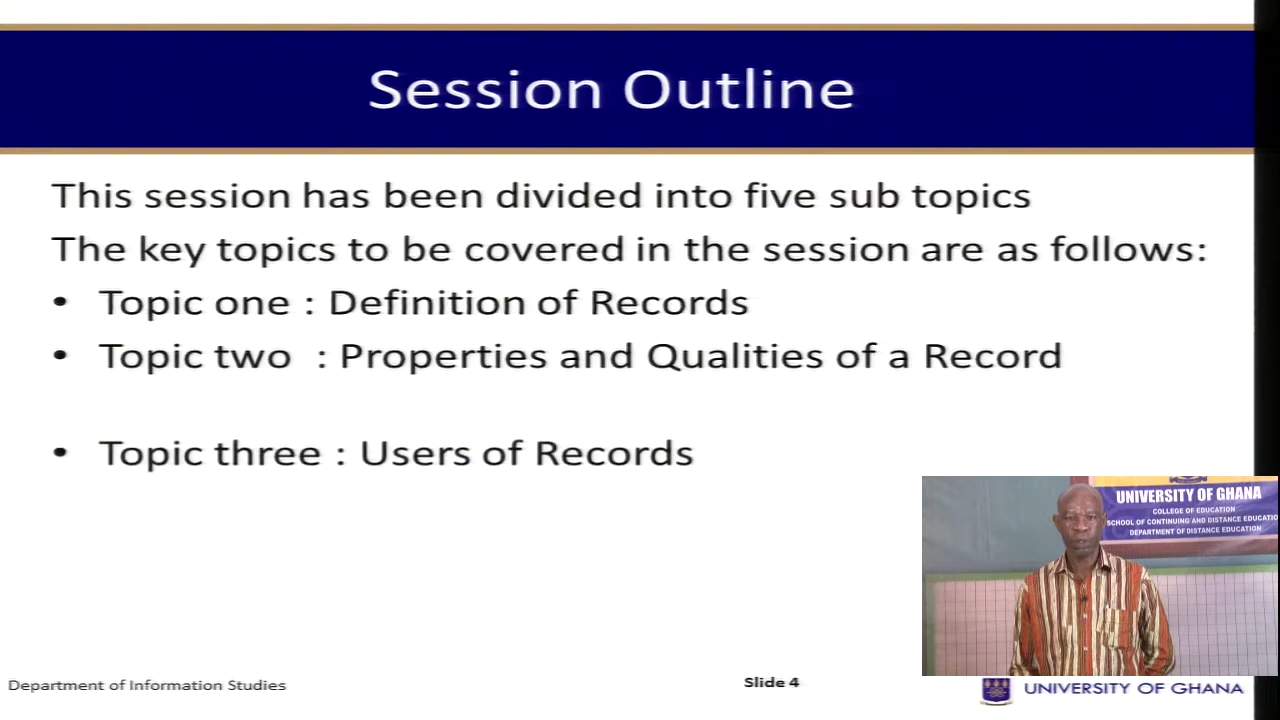 Session Outline
This session has been divided into five sub topics
The key topics to be covered in the session are as follows:
• Topic one : Definition of Records
• Topic two : Properties and Qualities of a Record
• Topic three : Users of Records
UNIVERSITY OF GHANA
COLLEGE OF EDUCATION
SCHOOL OF CONTINUING AND DISTANCE EDUCATIO
DEPARTMENT OF DISTANCE EDUCATION
Department of Information Studies
Slide 4
UNIVERSITY OF GHANA